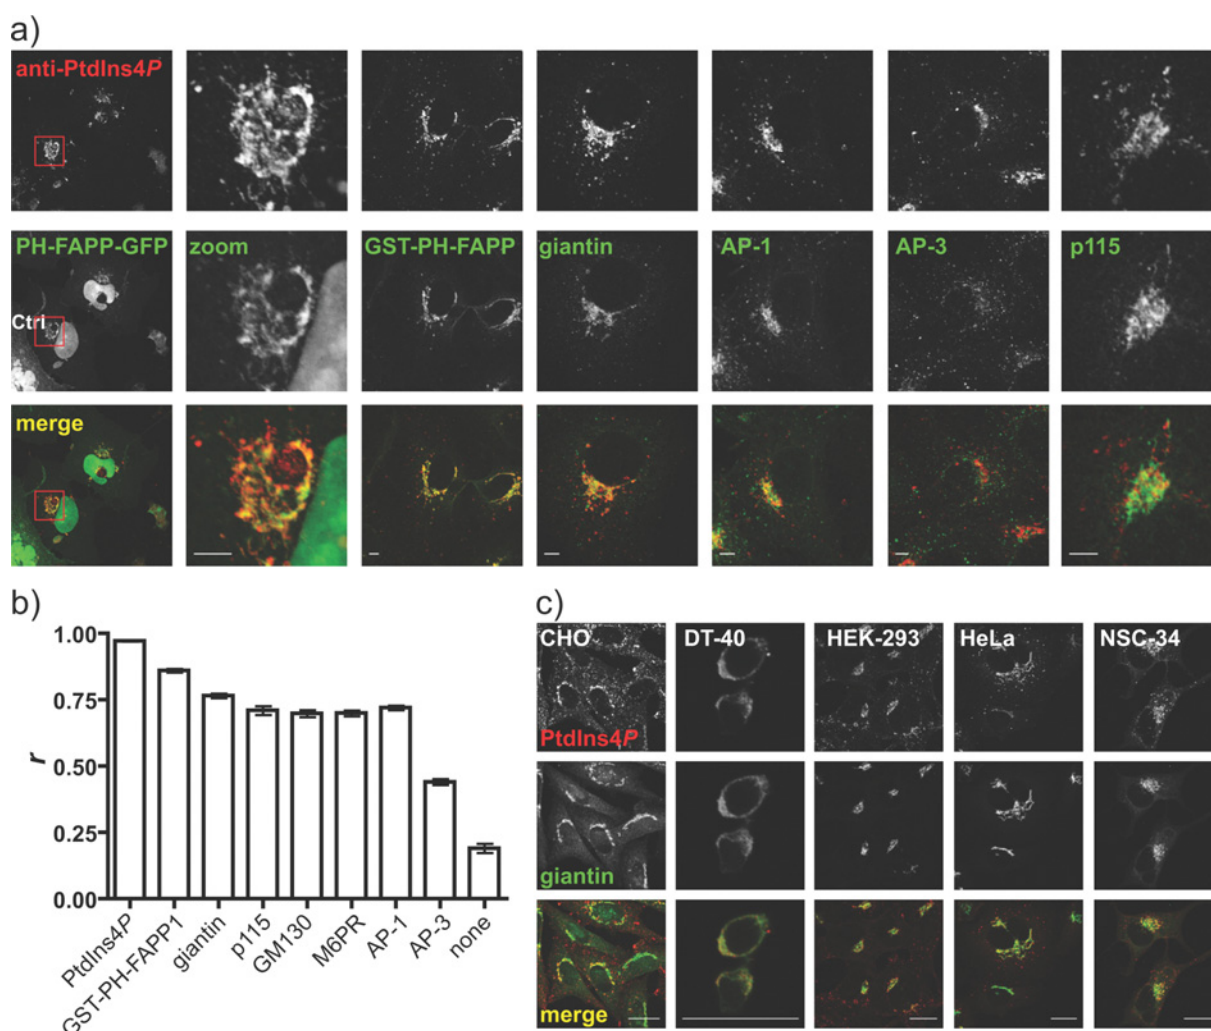 a)
anti-PtdIns4P
PH-FAPP-GFP
zoom
GST-PH-FAPP
giantin
AP-1
AP-3
p115
Ctrl
merge
b)
1.00
0.75
0.50
0.25
0.00
r
PtdIns4P
GST-PH-FAPP1
giantin
p115
GM130
M6PR
AP-1
AP-3
none
c)
CHO
DT-40
HEK-293
HeLa
NSC-34
PtdIns4P
giantin
merge